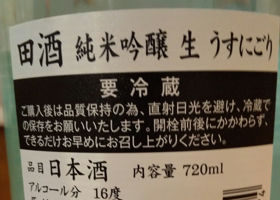 田酒 純米吟醸 生 うすにごり
要冷蔵
ご購入後は品質保持の為、直射日光を避け、冷蔵で
の保存をお願いいたします。開栓前後にかかわらず、
できるだけお早めにお召し上がりください。
品目 日本酒 内容量 720ml
アルコール分 16度